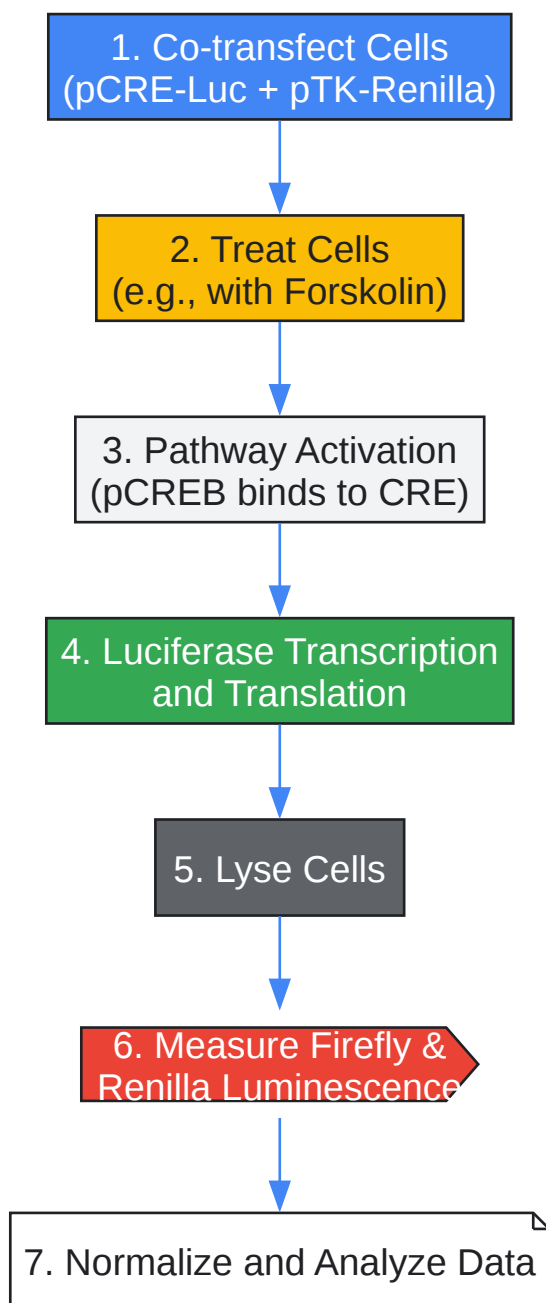 1. Co-transfect Cells
(pCRE-Luc + pTK-Renilla)
2. Treat Cells
(e.g., with Forskolin)
3. Pathway Activation
(pCREB binds to CRE)
4. Luciferase Transcription
and Translation
5. Lyse Cells
6. Measure Firefly &
Renilla Luminescence
7. Normalize and Analyze Data